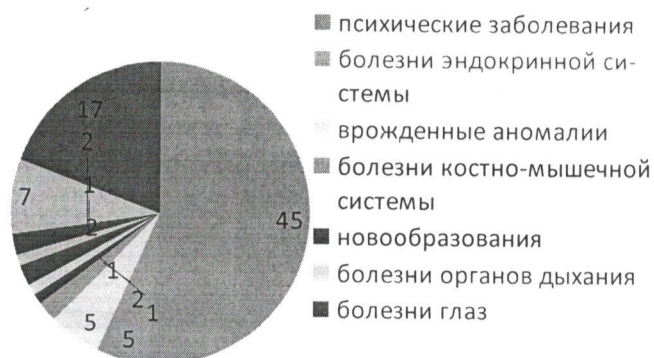 психические заболевания
болезни эндокринной си-
стемы
врожденные аномалии
болезни костно-мышечной
системы
новообразования
болезни органов дыхания
болезни глаз
17
2
1
7
2
45
1
2
1
5
5